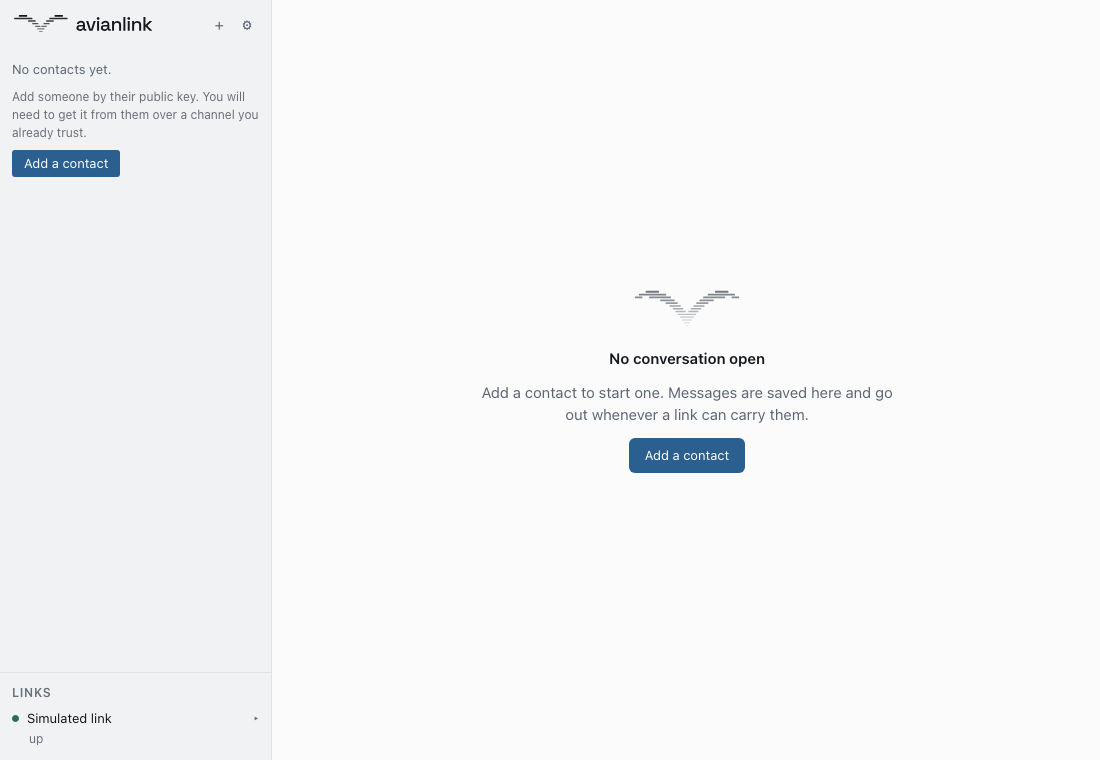 avianlink
+ ⚙
No contacts yet.
Add someone by their public key. You will
need to get it from them over a channel you
already trust.
Add a contact
No conversation open
Add a contact to start one. Messages are saved here and go
out whenever a link can carry them.
Add a contact
LINKS
Simulated link
up